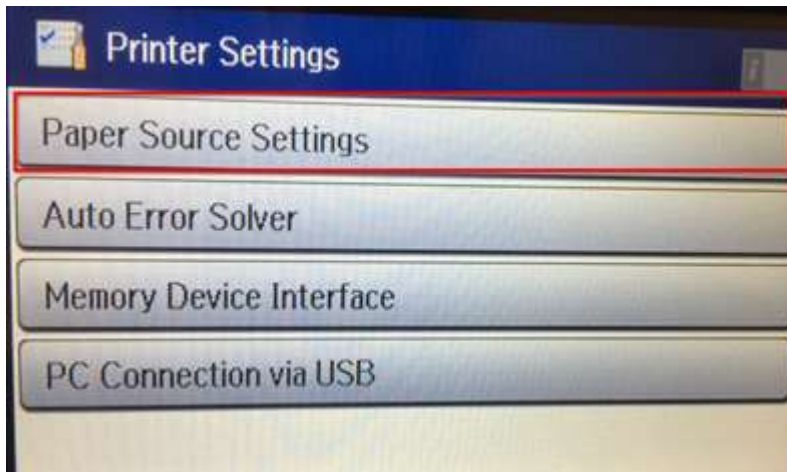 Printer Settings
Paper Source Settings
Auto Error Solver
Memory Device Interface
PC Connection via USB